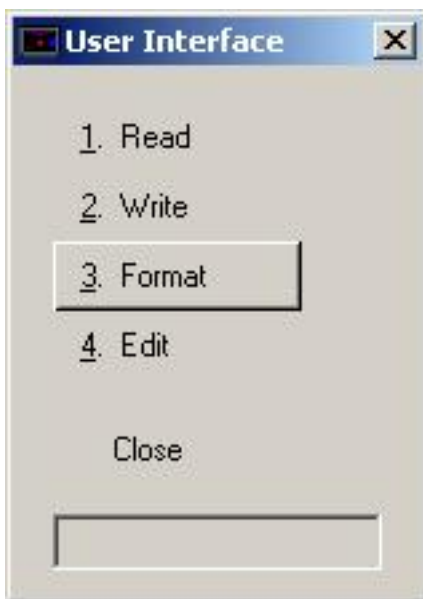 User Interface
1. Read
2. Write
3. Format
4. Edit
Close